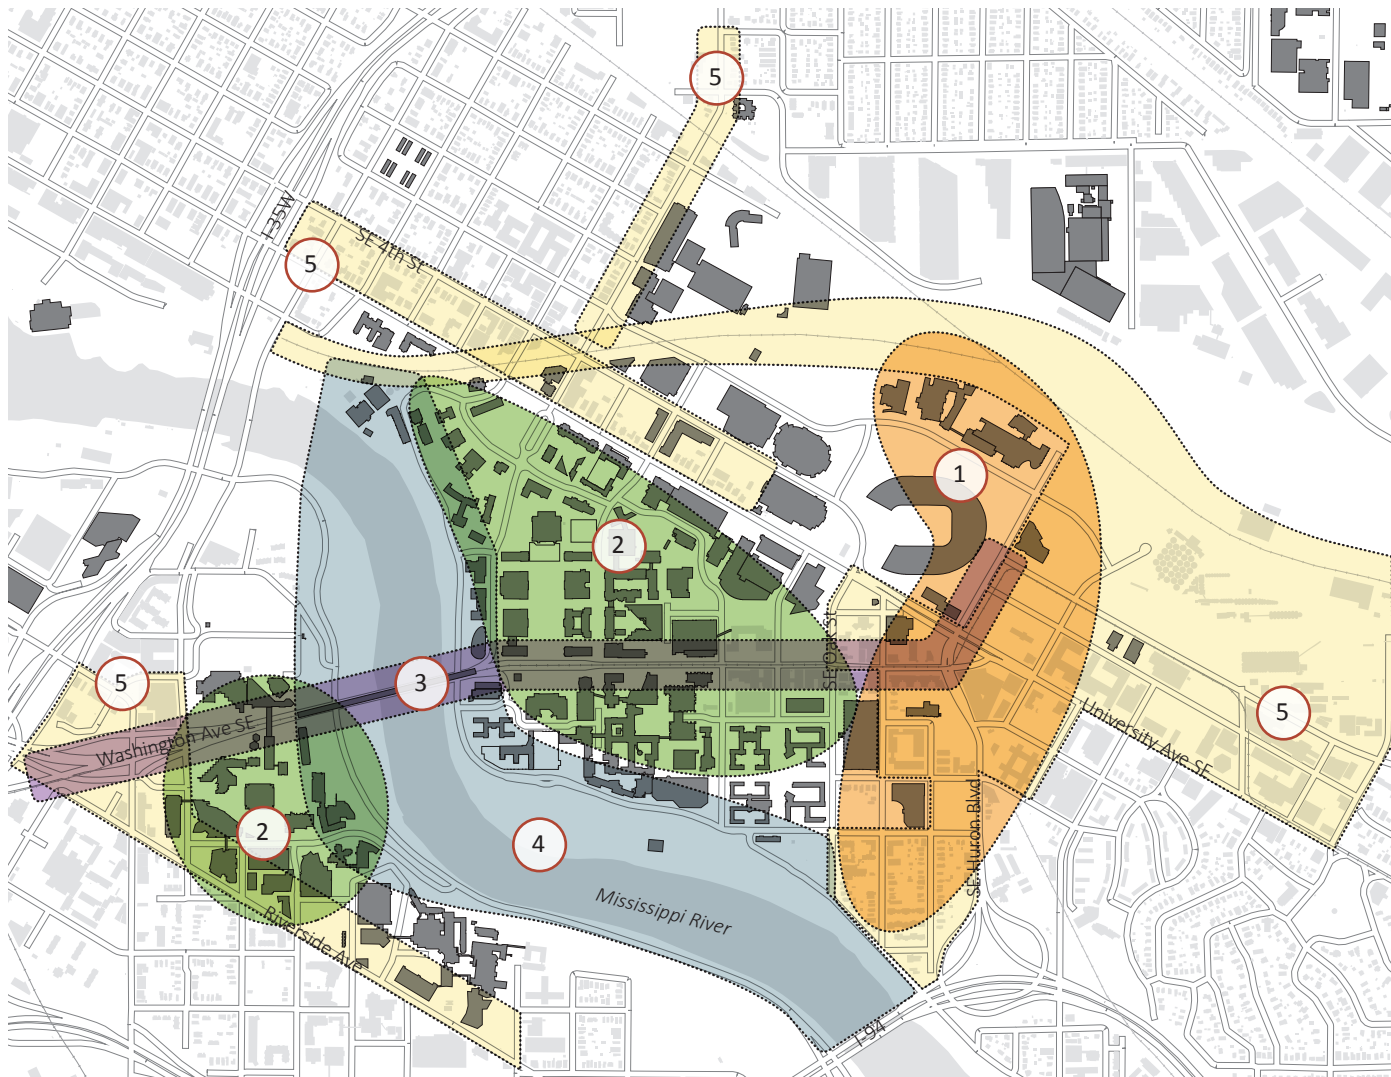 5
I-35W
SE 4th St
5
1
2
SE Oak St
5
3
5
Washington Ave SE
University Ave SE
2
4
SE Huron Blvd
Mississippi River
Riverside Ave
I-94